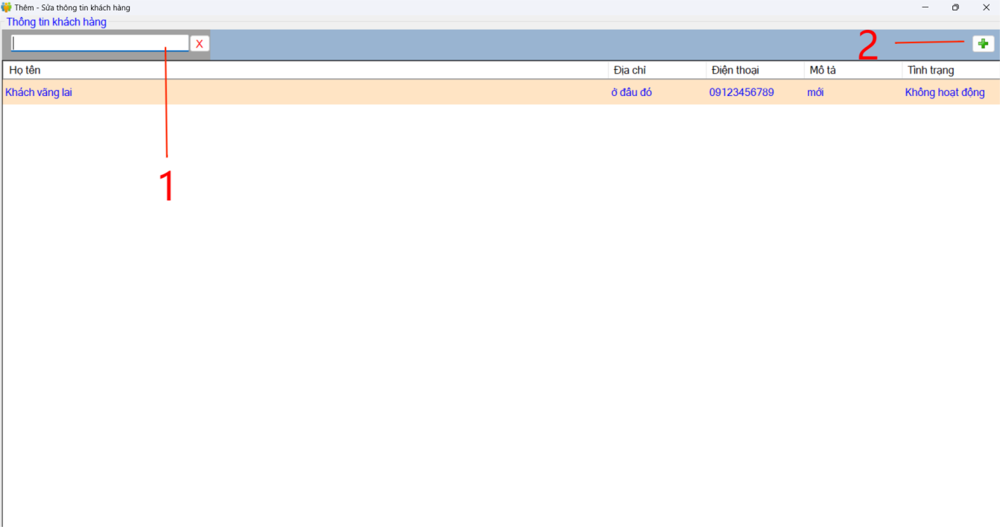 Thêm - Sửa thông tin khách hàng
Thông tin khách hàng
X
2
Họ tên Địa chỉ Điện thoại Mô tả Tình trạng
Khách vãng lai ở đâu đó 09123456789 mới Không hoạt động
1